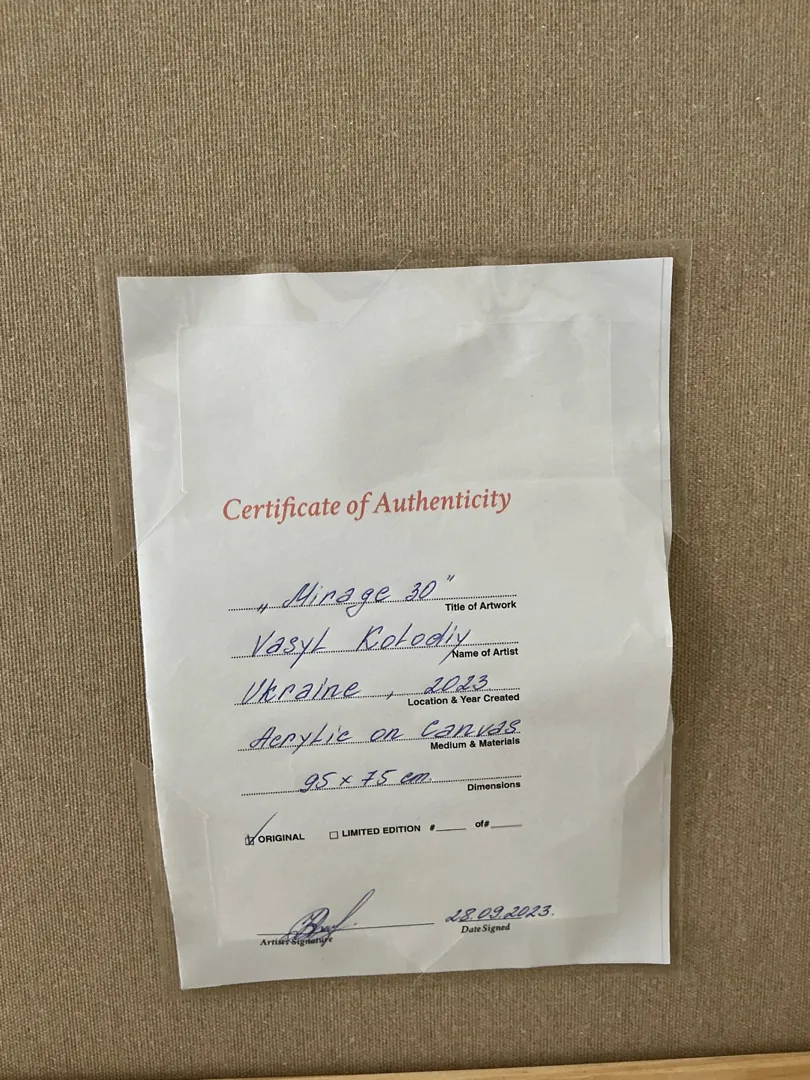 Certificate of Authenticity
„ Mirage 30"
Title of Artwork
Vasyl Kolodiy
Name of Artist
Ukraine , 2023
Location & Year Created
Acrylic on Canvas
Medium & Materials
95 x 75 cm
Dimensions
ORIGINAL LIMITED EDITION #____ of#____
28.09.2023.
Artist Signature Date Signed